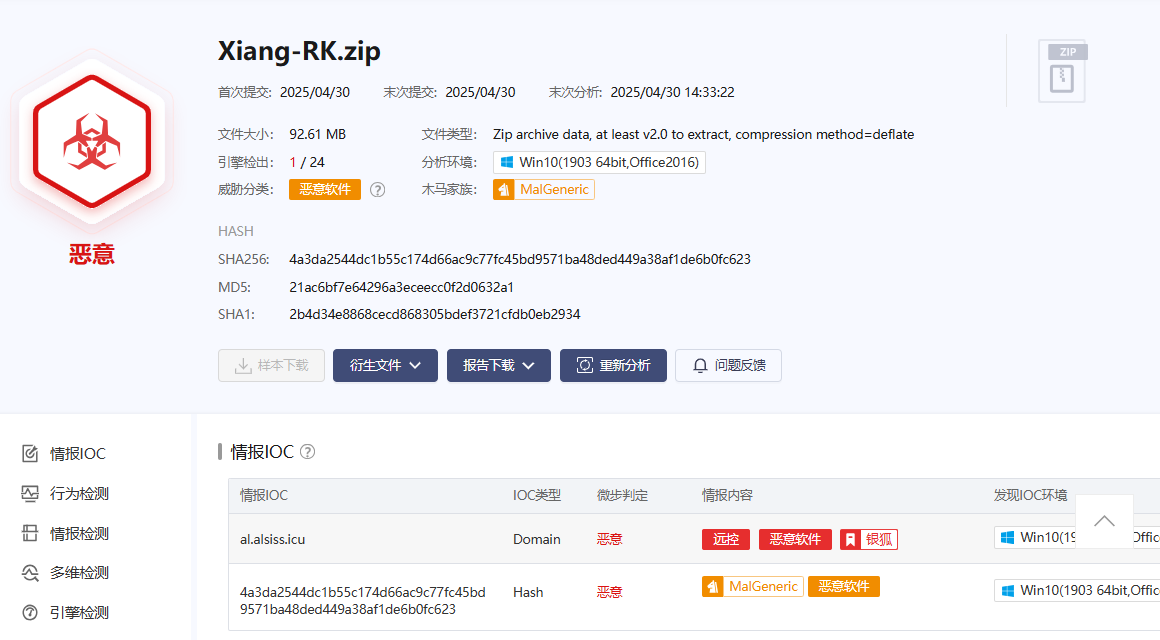 Xiang-RK.zip
ZIP
首次提交: 2025/04/30 末次提交: 2025/04/30 末次分析: 2025/04/30 14:33:22
文件大小: 92.61 MB 文件类型: Zip archive data, at least v2.0 to extract, compression method=deflate
引擎检出: 1 / 24 分析环境: Win10(1903 64bit,Office2016)
威胁分类: 恶意软件 ? 木马家族: MalGeneric
恶意
HASH
SHA256: 4a3da2544dc1b55c174d66ac9c77fc45bd9571ba48ded449a38af1de6b0fc623
MD5: 21ac6bf7e64296a3eceecc0f2d0632a1
SHA1: 2b4d34e8868cecd868305bdef3721cfdb0eb2934
样本下载 衍生文件 报告下载 重新分析 问题反馈
情报IOC
行为检测
情报检测
多维检测
引擎检测
情报IOC ?
情报IOC IOC类型 微步判定 情报内容 发现IOC环境
al.alsiss.icu Domain 恶意 远控 恶意软件 银狐 Win10(19 Offic
4a3da2544dc1b55c174d66ac9c77fc45bd
9571ba48ded449a38af1de6b0fc623 Hash 恶意 MalGeneric 恶意软件 Win10(1903 64bit,Offic